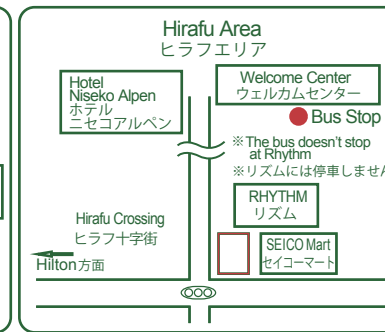 Hirafu Area
ヒラフエリア
Hotel
Niseko Alpen
ホテル
ニセコアルペン
Welcome Center
ウェルカムセンター
Bus Stop
※The bus doesn't stop
at Rhythm
※リズムには停車しません
RHYTHM
リズム
Hirafu Crossing
ヒラフ十字街
SEICO Mart
セイコーマート
Hilton方面